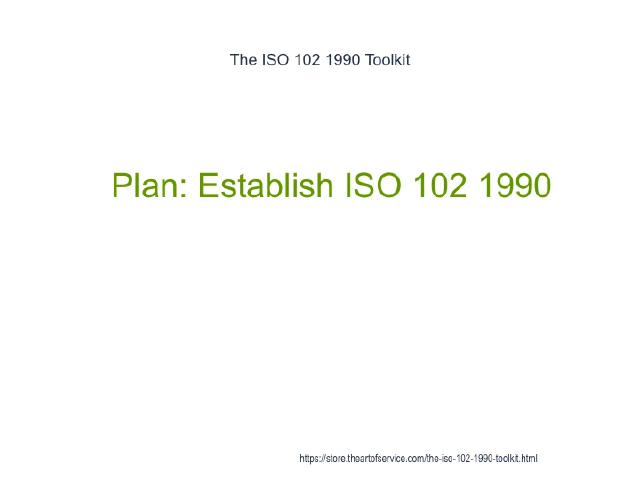 The ISO 102 1990 Toolkit
Plan: Establish ISO 102 1990
https://store.theartofservice.com/the-iso-102-1990-toolkit.html